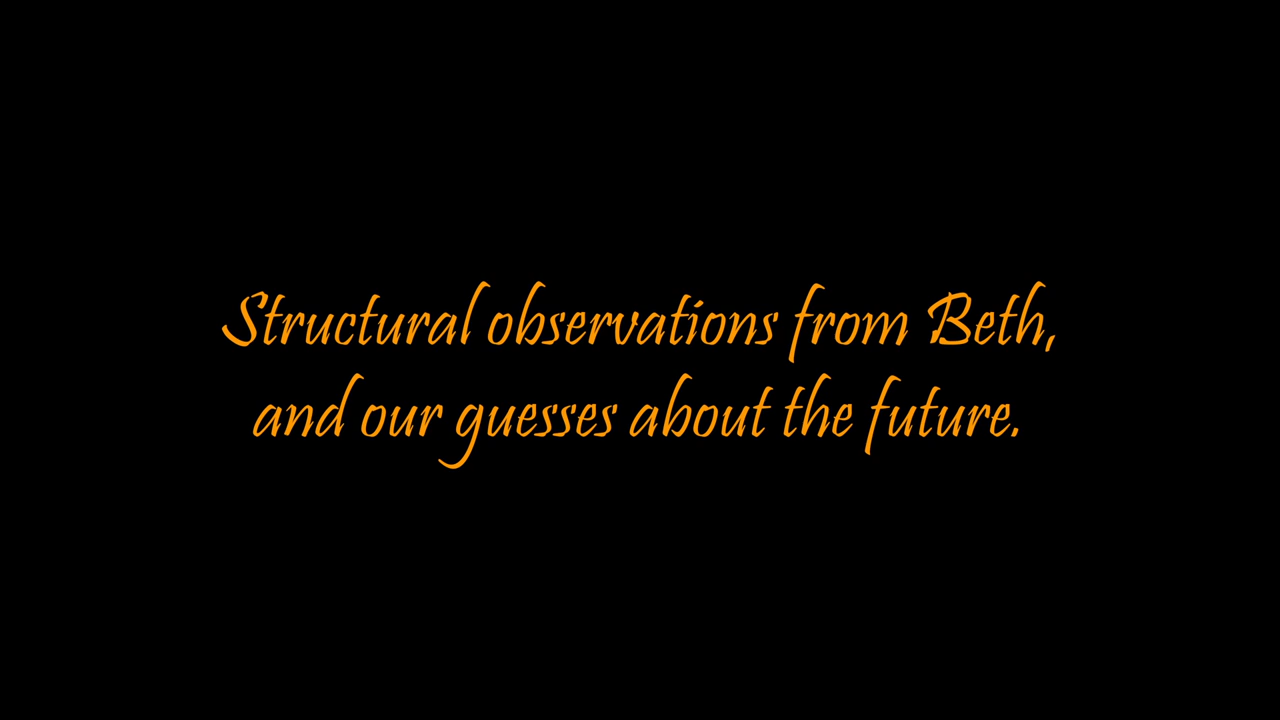 Structural observations from Beth,
and our guesses about the future.